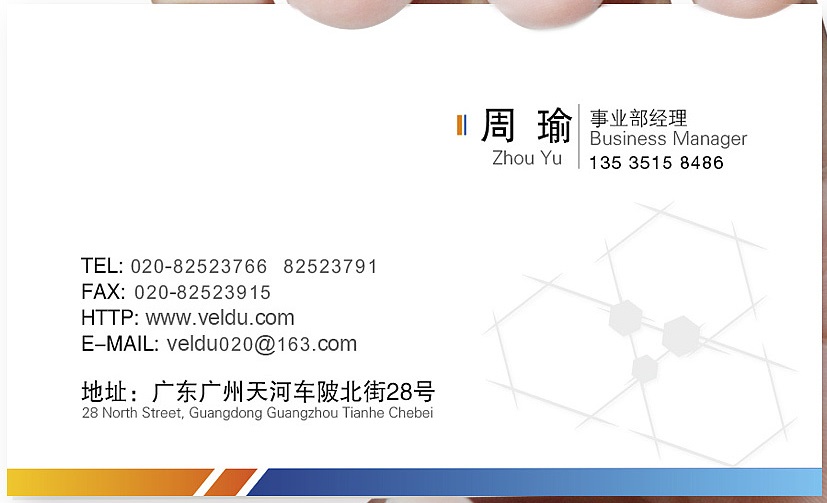 周 瑜
Zhou Yu
事业部经理
Business Manager
135 3515 8486
TEL: 020-82523766 82523791
FAX: 020-82523915
HTTP: www.veldu.com
E-MAIL: veldu020@163.com
地址：广东广州天河车陂北街28号
28 North Street, Guangdong Guangzhou Tianhe Chebei